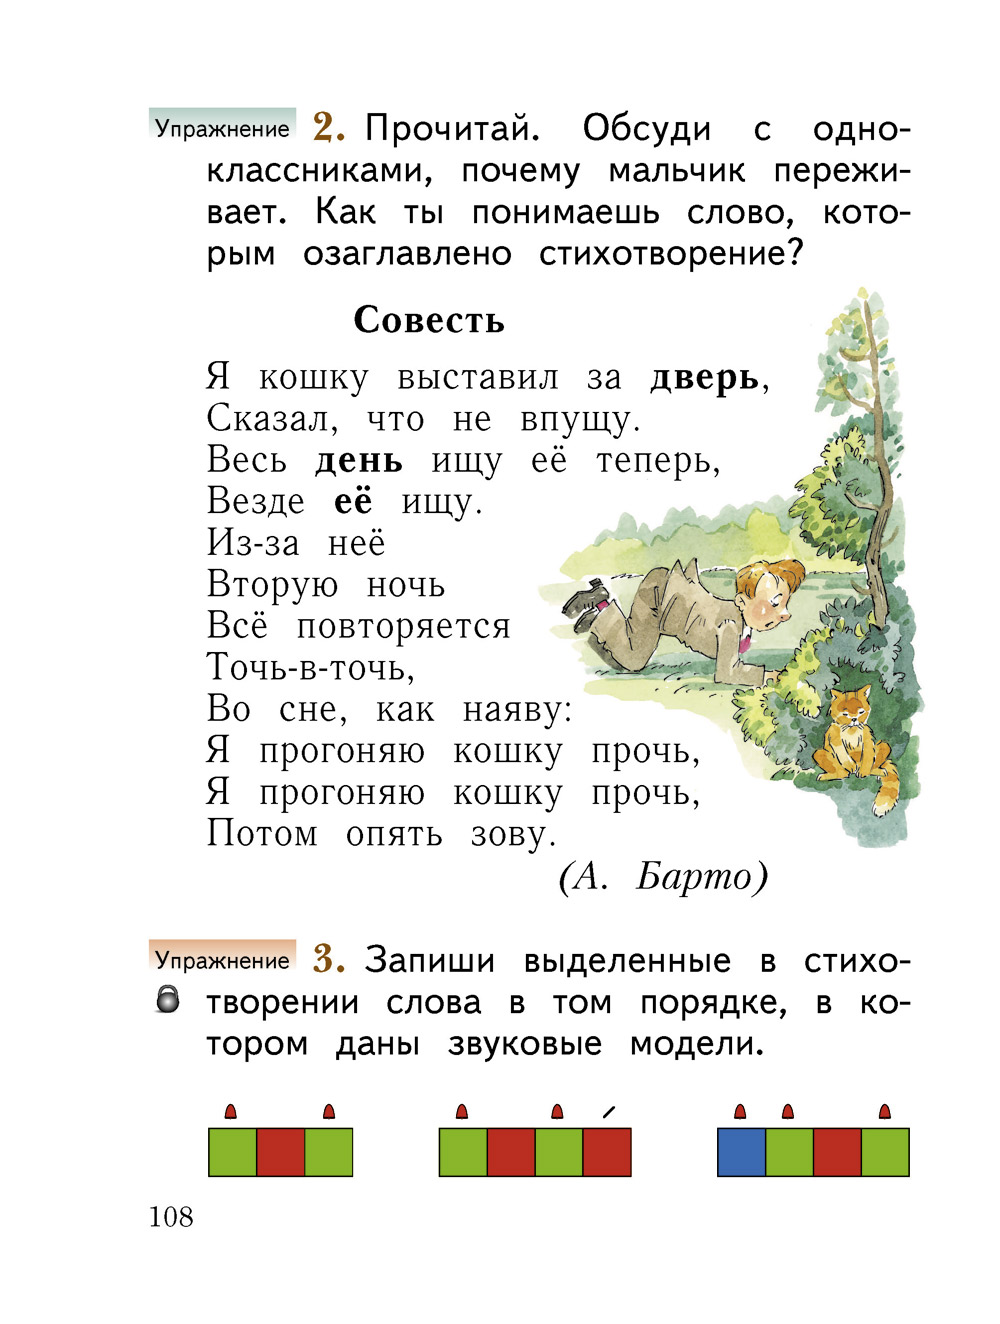 Упражнение 2. Прочитай. Обсуди с одно-
классниками, почему мальчик пережи-
вает. Как ты понимаешь слово, кото-
рым озаглавлено стихотворение?
Совесть
Я кошку выставил за дверь,
Сказал, что не впущу.
Весь день ищу её теперь,
Везде её ищу.
Из-за неё
Вторую ночь
Всё повторяется
Точь-в-точь,
Во сне, как наяву:
Я прогоняю кошку прочь,
Я прогоняю кошку прочь,
Потом опять зову.
(А. Барто)
Упражнение 3. Запиши выделенные в стихо-
творении слова в том порядке, в ко-
тором даны звуковые модели.
108